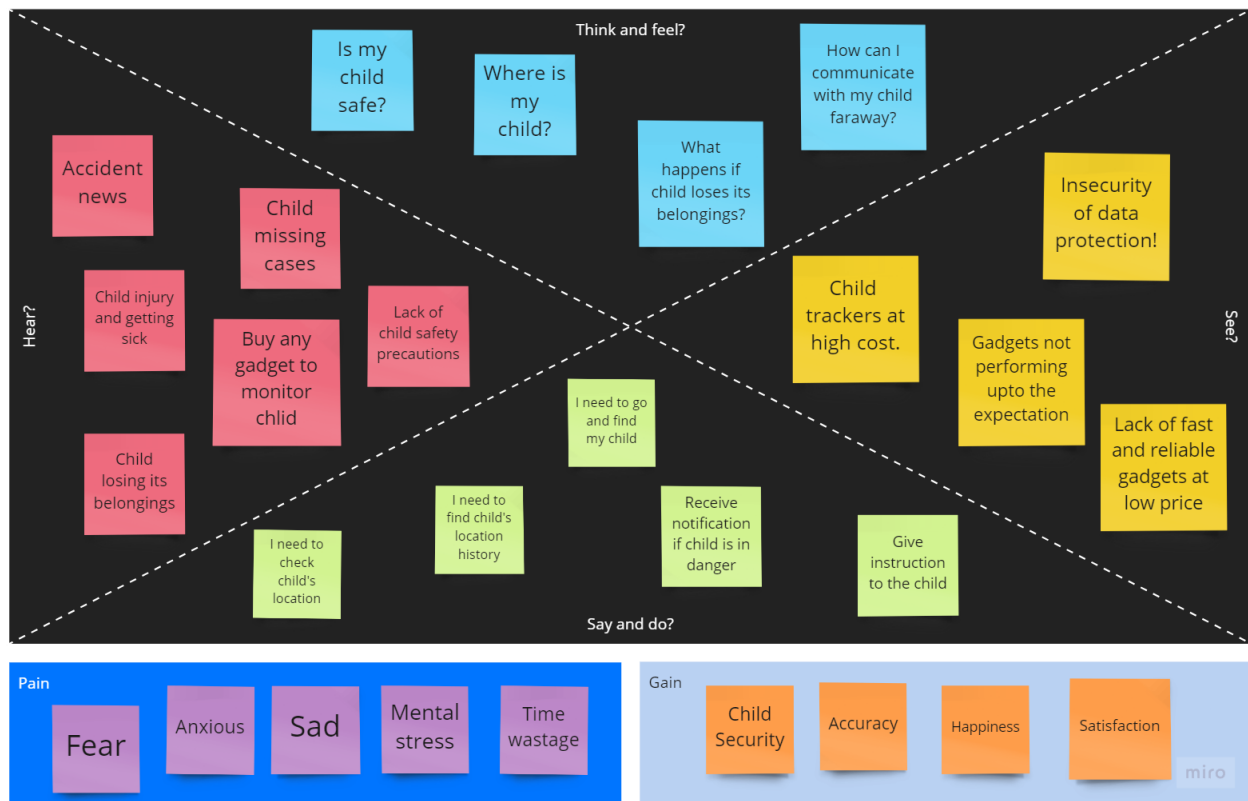 Think and feel?
Is my
child
safe?
Where is
my
child?
What
happens if
child loses its
belongings?
How can I
communicate
with my child
faraway?
Hear?
Accident
news
Child
missing
cases
Child injury
and getting
sick
Buy any
gadget to
monitor
chlid
Lack of
child safety
precautions
Child
losing its
belongings
See?
Insecurity
of data
protection!
Child
trackers at
high cost.
Gadgets not
performing
upto the
expectation
Lack of fast
and reliable
gadgets at
low price
I need to go
and find
my child
I need to
find child's
location
history
Receive
notification
if child is in
danger
Give
instruction
to the child
I need to
check
child's
location
Say and do?
Pain
Fear
Anxious
Sad
Mental
stress
Time
wastage
Gain
Child
Security
Accuracy
Happiness
Satisfaction
miro